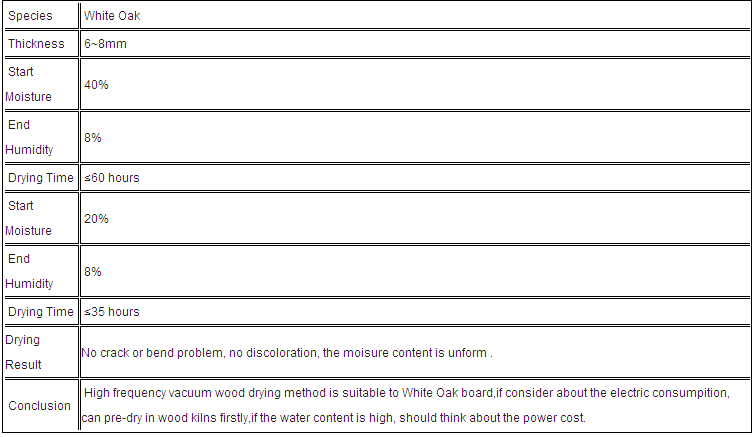 Species White Oak
Thickness 6~8mm
Start
Moisture
40%
End
Humidity
8%
Drying Time ≤60 hours
Start
Moisture
20%
End
Humidity
8%
Drying Time ≤35 hours
Drying
Result
No crack or bend problem, no discoloration, the moisure content is unform .
Conclusion
High frequency vacuum wood drying method is suitable to White Oak board,if consider about the electric consumpition,
can pre-dry in wood kilns firstly,if the water content is high, should think about the power cost.